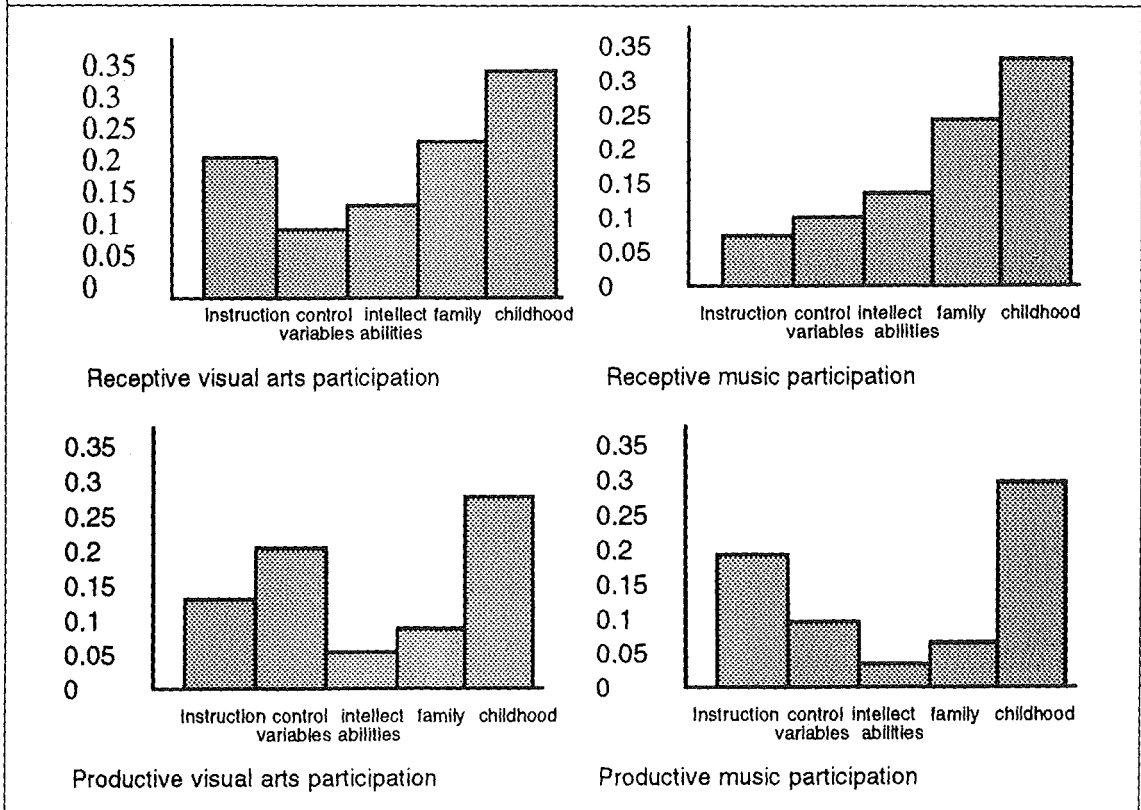 0.35
0.3
0.25
0.2
0.15
0.1
0.05
0
Instruction control intellect family childhood
variables abilities
Receptive visual arts participation
0.35
0.3
0.25
0.2
0.15
0.1
0.05
0
Instruction control intellect family childhood
variables abilities
Receptive music participation
0.35
0.3
0.25
0.2
0.15
0.1
0.05
0
Instruction control intellect family childhood
variables abilities
Productive visual arts participation
0.35
0.3
0.25
0.2
0.15
0.1
0.05
0
Instruction control intellect family childhood
variables abilities
Productive music participation